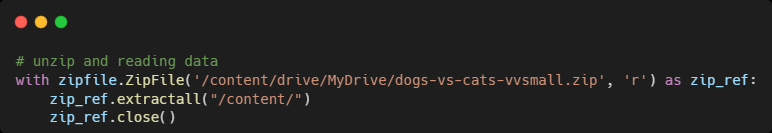 # unzip and reading data
with zipfile.ZipFile('/content/drive/MyDrive/dogs-vs-cats-vvsmall.zip', 'r') as zip_ref:
    zip_ref.extractall("/content/")
    zip_ref.close()